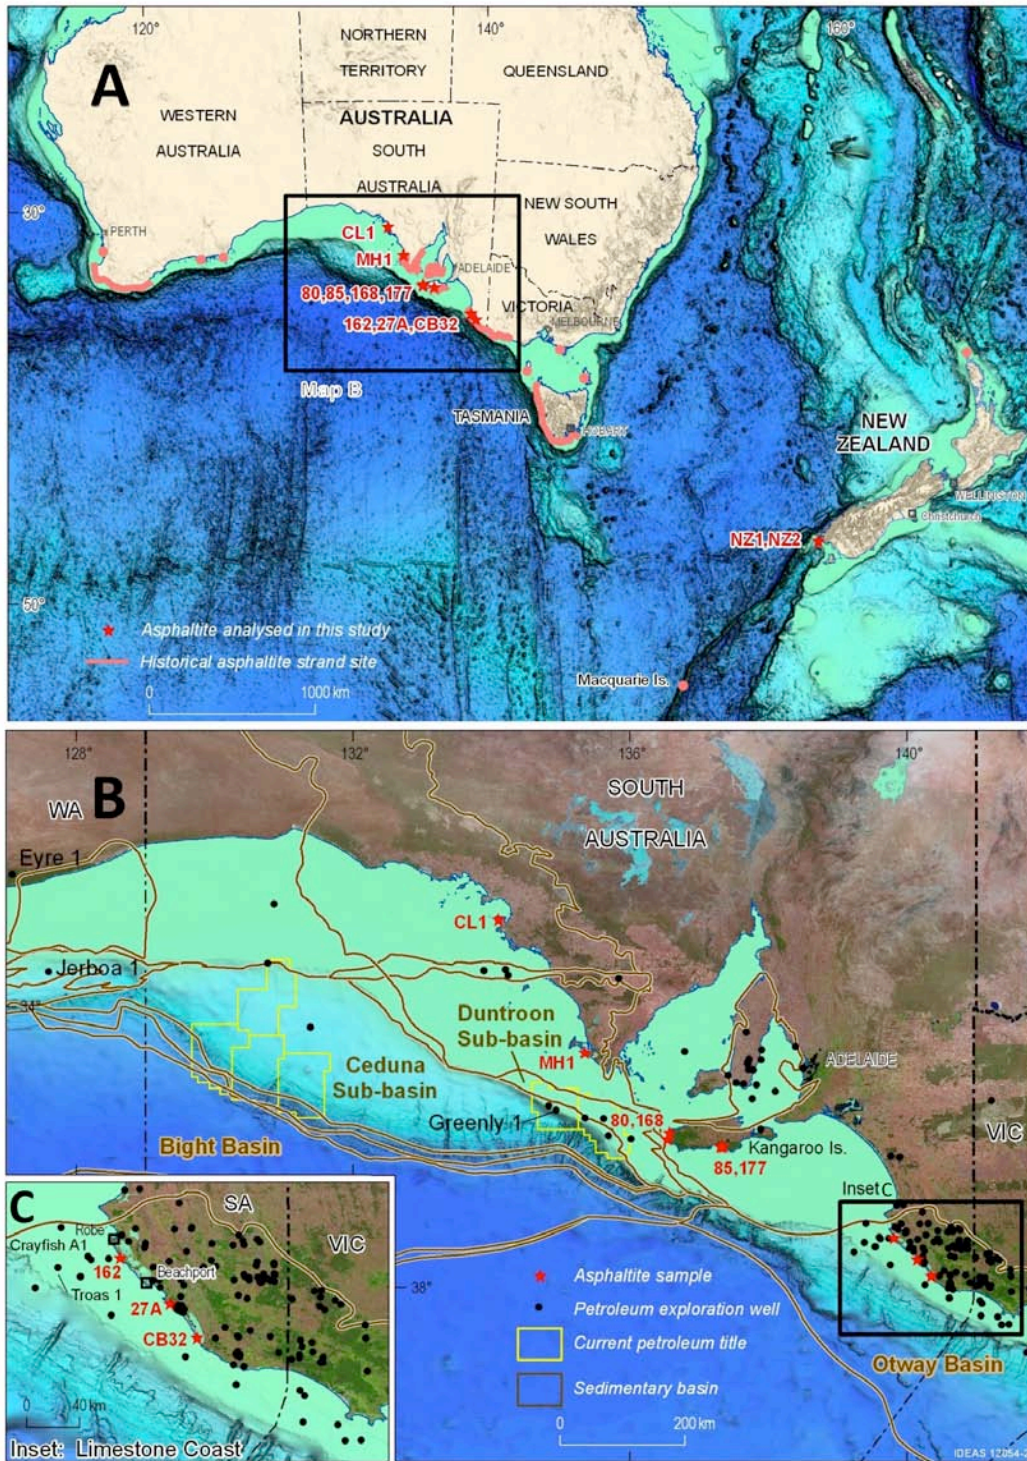 120°
140°
160°
A
NORTHERN
TERRITORY
QUEENSLAND
WESTERN
AUSTRALIA
AUSTRALIA
SOUTH
AUSTRALIA
30°
PERTH
NEW SOUTH
WALES
CL1
MH1
ADELAIDE
80,85,168,177
VICTORIA
MELBOURNE
162,27A,CB32
Map B
TASMANIA
HOBART
NEW
ZEALAND
WELLINGTON
Christchurch
NZ1,NZ2
50°
Asphaltite analysed in this study
Historical asphaltite strand site
0
1000 km
Macquarie Is.
128°
132°
136°
140°
B
WA
SOUTH
AUSTRALIA
Eyre 1
CL1
Jerboa 1
34°
Duntroon
Sub-basin
MH1
ADELAIDE
Ceduna
Sub-basin
Greenly 1
80,168
VIC
Bight Basin
Kangaroo Is.
85,177
Inset C
C
SA
Robe
Crayfish A1
VIC
162
Beachport
Troas 1
27A
CB32
0
40 km
Inset: Limestone Coast
38°
Asphaltite sample
Petroleum exploration well
Current petroleum title
Sedimentary basin
Otway Basin
0
200 km